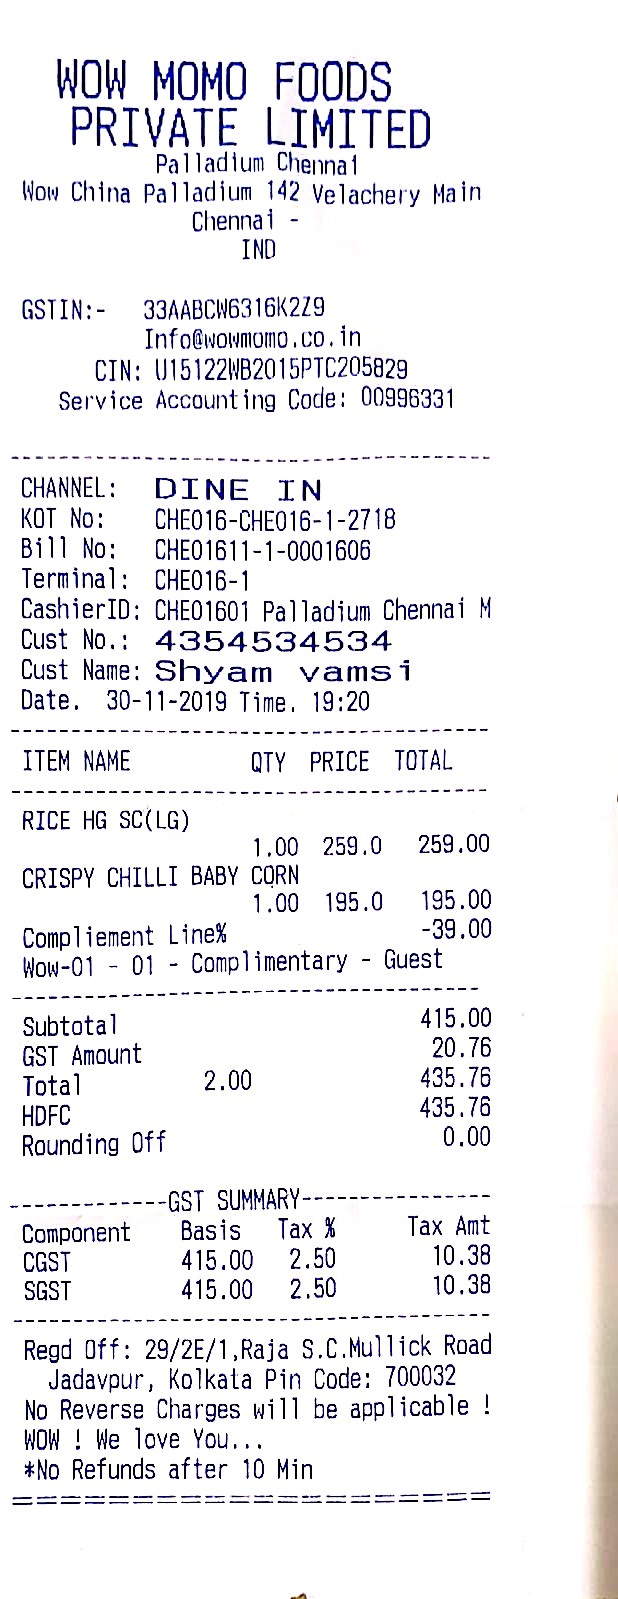 WOW MOMO FOODS
PRIVATE LIMITED
Palladium Chennai
Wow China Palladium 142 Velachery Main
Chennai -
IND
GSTIN:- 33AABCW6316K2Z9
Info@wowmomo.co.in
CIN: U15122WB2015PTC205829
Service Accounting Code: 00996331
CHANNEL: DINE IN
KOT No: CHE016-CHE016-1-2718
Bill No: CHE01611-1-0001606
Terminal: CHE016-1
CashierID: CHE01601 Palladium Chennai M
Cust No.: 4354534534
Cust Name: Shyam vamsi
Date. 30-11-2019 Time. 19:20
ITEM NAME QTY PRICE TOTAL
RICE HG SC(LG)
1.00 259.0 259.00
CRISPY CHILLI BABY CORN
1.00 195.0 195.00
Compliement Line% -39.00
Wow-01 - 01 - Complimentary - Guest
Subtotal 415.00
GST Amount 20.76
Total 2.00 435.76
HDFC 435.76
Rounding Off 0.00
------------GST SUMMARY---------------
Component Basis Tax % Tax Amt
CGST 415.00 2.50 10.38
SGST 415.00 2.50 10.38
Regd Off: 29/2E/1,Raja S.C.Mullick Road
Jadavpur, Kolkata Pin Code: 700032
No Reverse Charges will be applicable !
WOW ! We love You...
*No Refunds after 10 Min